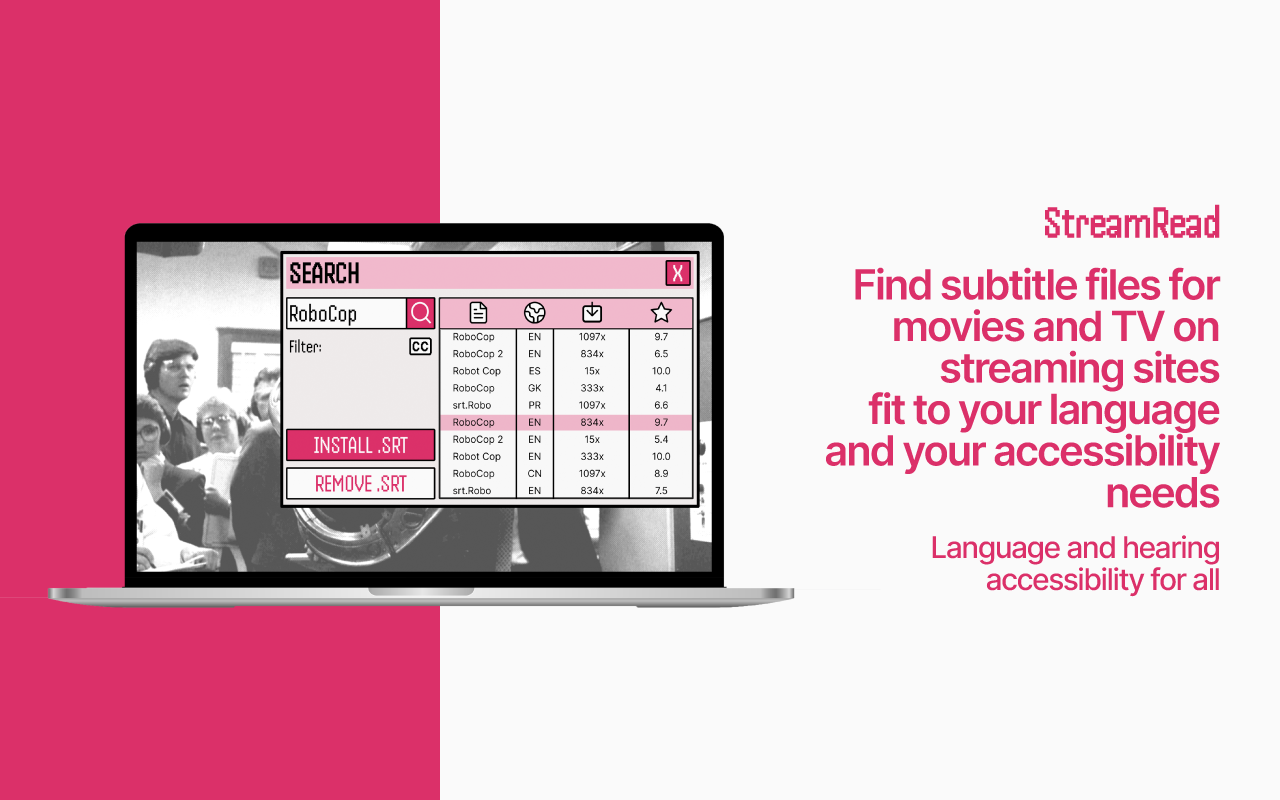 StreamRead
Find subtitle files for
movies and TV on
streaming sites
fit to your language
and your accessibility
needs
Language and hearing
accessibility for all
SEARCH
X
RoboCop
Filter:
CC
INSTALL .SRT
REMOVE .SRT
RoboCop EN 1097x 9.7
RoboCop 2 EN 834x 6.5
Robot Cop ES 15x 10.0
RoboCop GK 333x 4.1
srt.Robo PR 1097x 6.6
RoboCop EN 834x 9.7
RoboCop 2 EN 15x 5.4
Robot Cop EN 333x 10.0
RoboCop CN 1097x 8.9
srt.Robo EN 834x 7.5